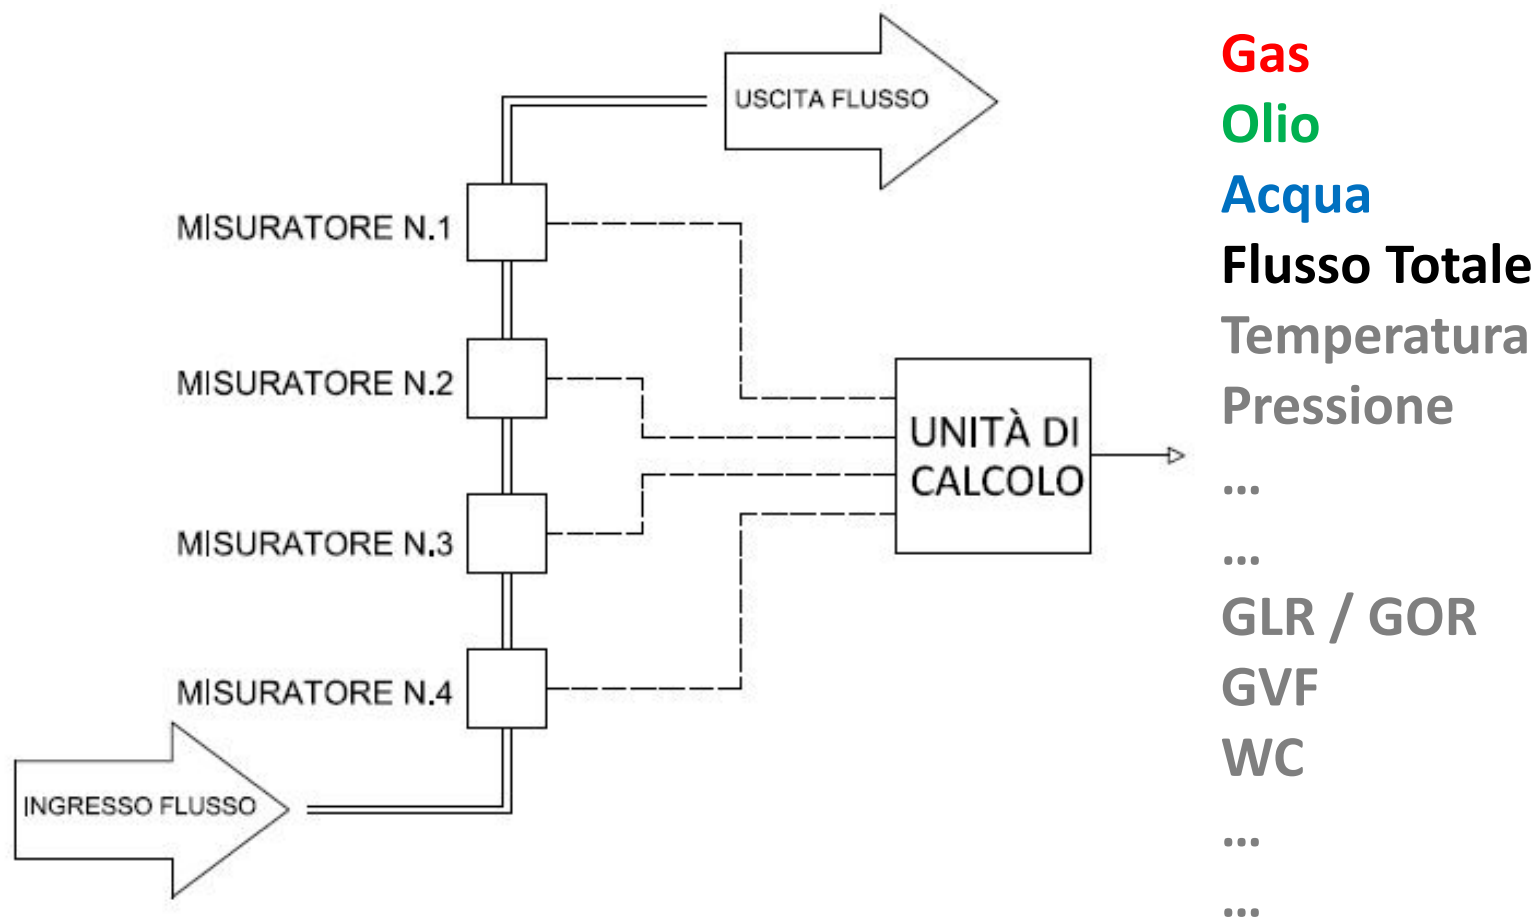 USCITA FLUSSO
MISURATORE N.1
MISURATORE N.2
MISURATORE N.3
MISURATORE N.4
INGRESSO FLUSSO
UNITÀ DI
CALCOLO
Gas
Olio
Acqua
Flusso Totale
Temperatura
Pressione
...
...
GLR / GOR
GVF
WC
...
...